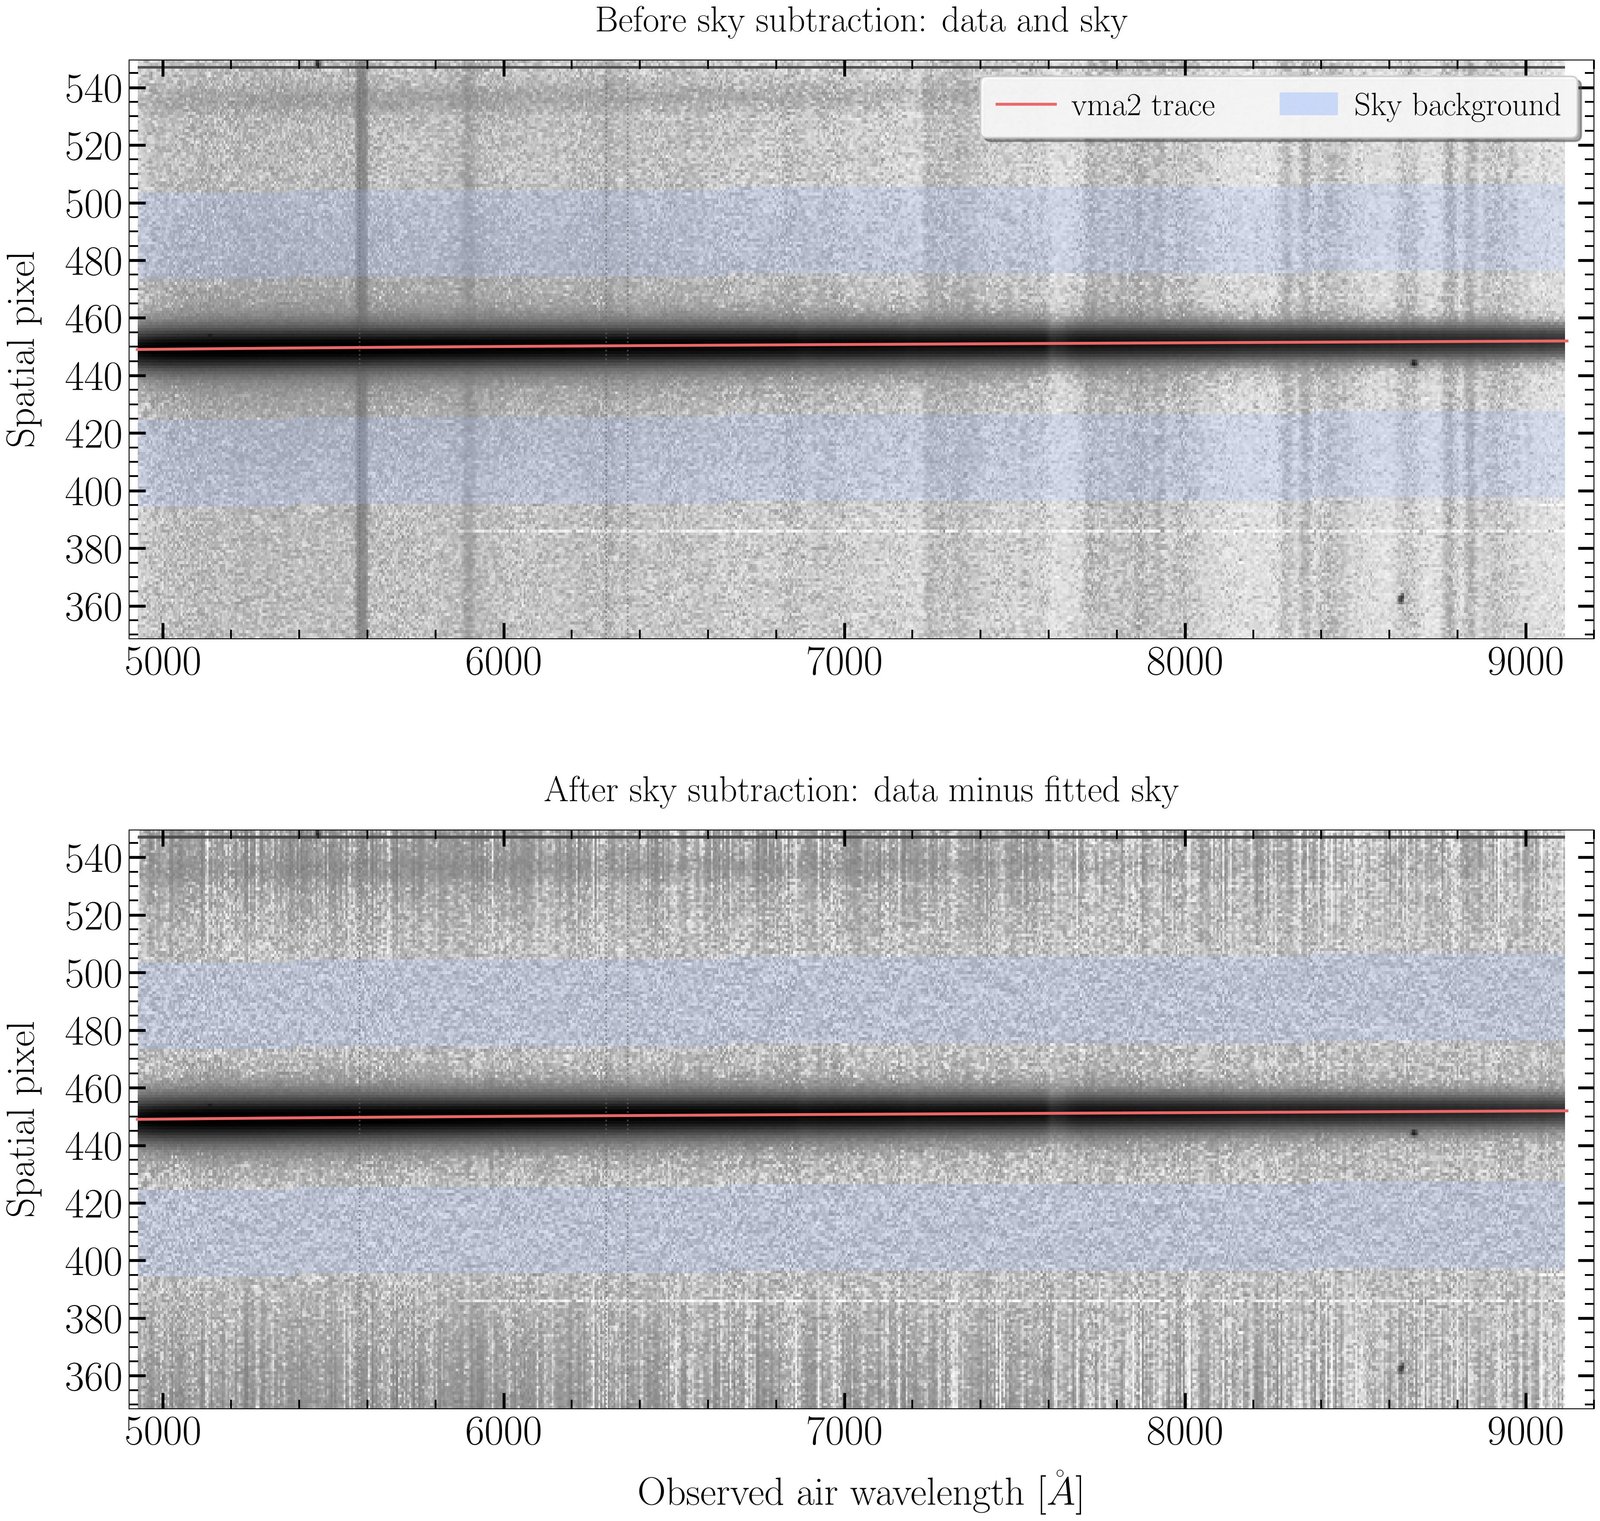 Before sky subtraction: data and sky
vma2 trace
Sky background
Spatial pixel
540
520
500
480
460
440
420
400
380
360
5000 6000 7000 8000 9000
After sky subtraction: data minus fitted sky
Spatial pixel
540
520
500
480
460
440
420
400
380
360
5000 6000 7000 8000 9000
Observed air wavelength [Å]